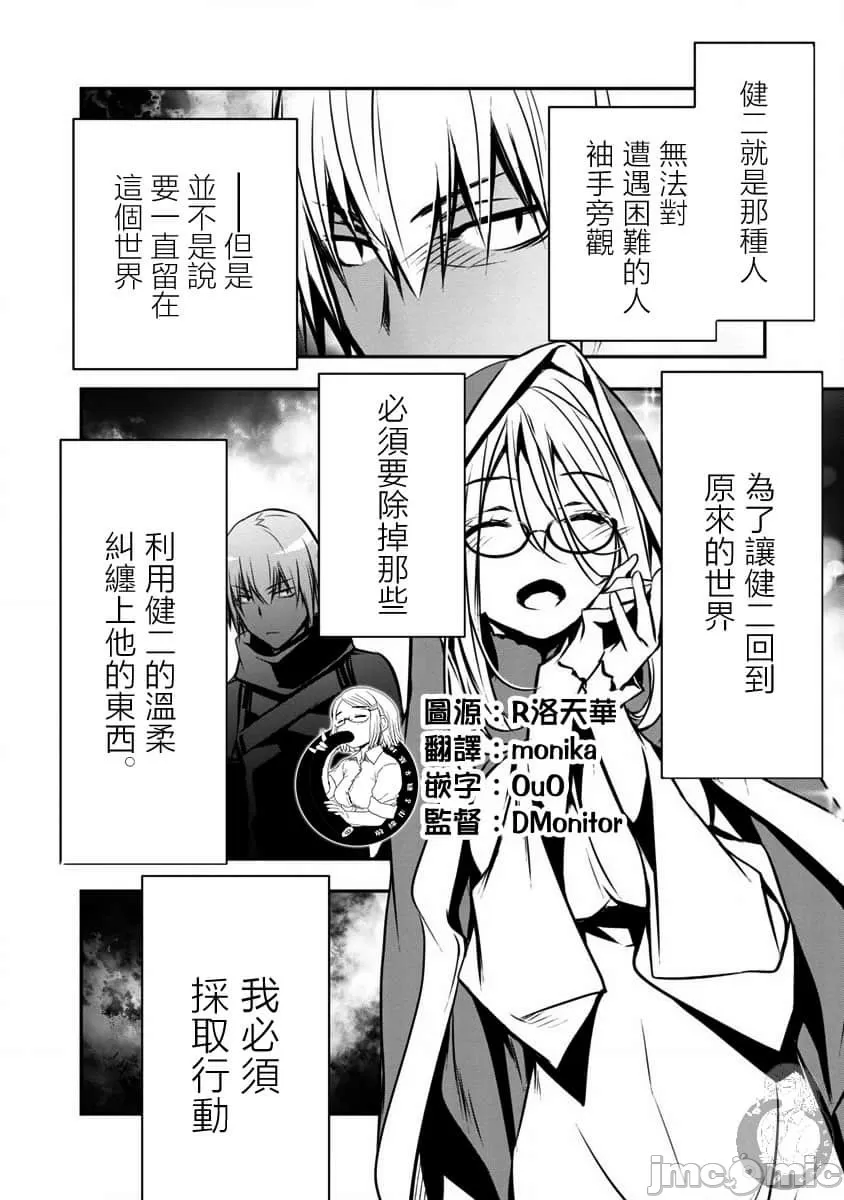 健二就是那種人
無法對
遭遇困難的人
袖手旁觀
──但是
並不是說
要一直留在
這個世界
為了讓健二回到
原來的世界
必須要除掉那些
利用健二的溫柔
糾纏上他的東西。
圖源：R洛天華
翻譯：monika
嵌字：OuO
監督：DMonitor
我必須
採取行動
jmcomic